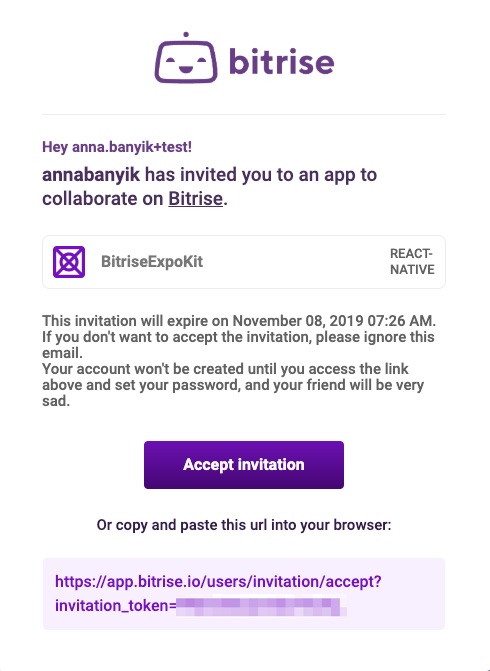 bitrise
Hey anna.banyik+test!
annabanyik has invited you to an app to
collaborate on Bitrise.
BitriseExpoKit
REACT-
NATIVE
This invitation will expire on November 08, 2019 07:26 AM.
If you don't want to accept the invitation, please ignore this
email.
Your account won't be created until you access the link
above and set your password, and your friend will be very
sad.
Accept invitation
Or copy and paste this url into your browser:
https://app.bitrise.io/users/invitation/accept?
invitation_token=